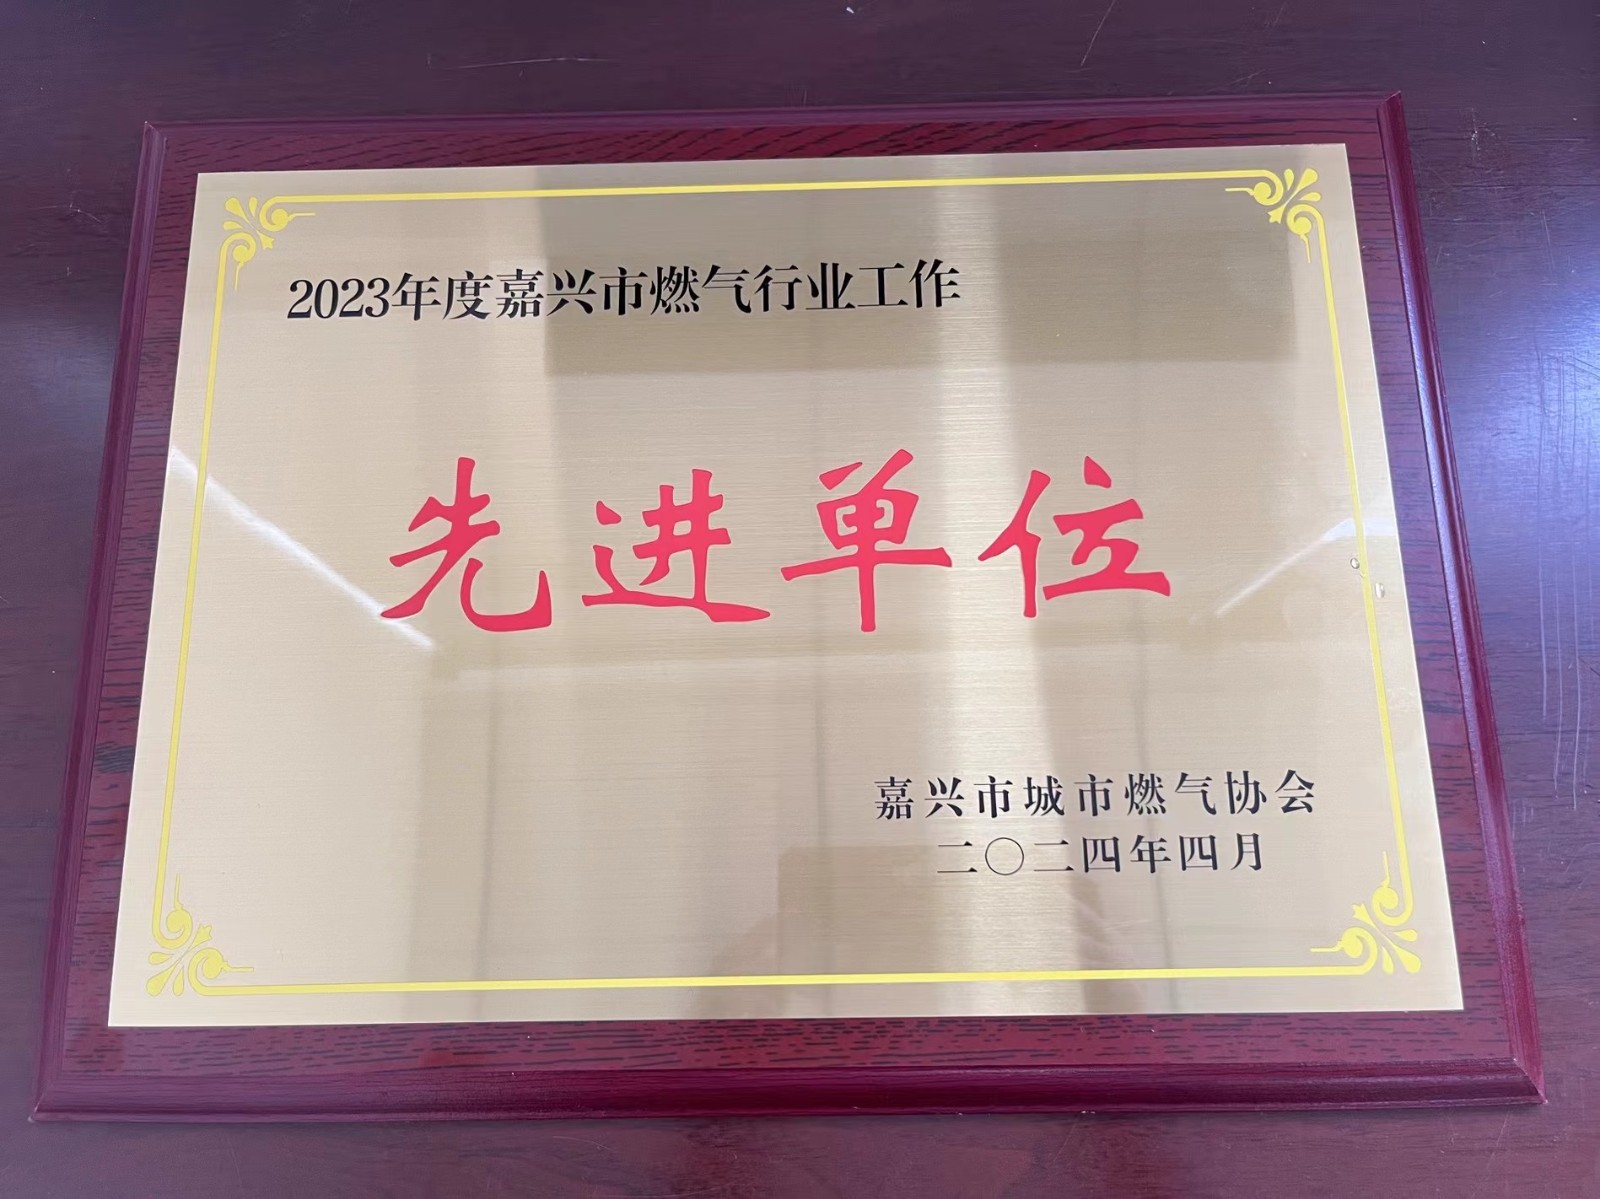 2023年度嘉兴市燃气行业工作
先进单位
嘉兴市城市燃气协会
二〇二四年四月